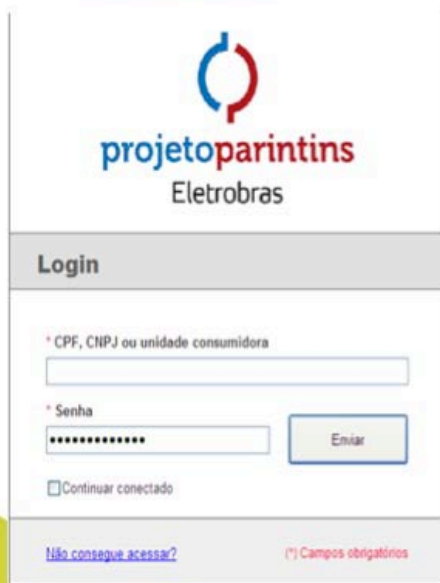 projetoparintins
Eletrobras
Login
* CPF, CNPJ ou unidade consumidora
* Senha
•••••••••••••
Enviar
Continuar conectado
Não consegue acessar?
(*) Campos obrigatórios